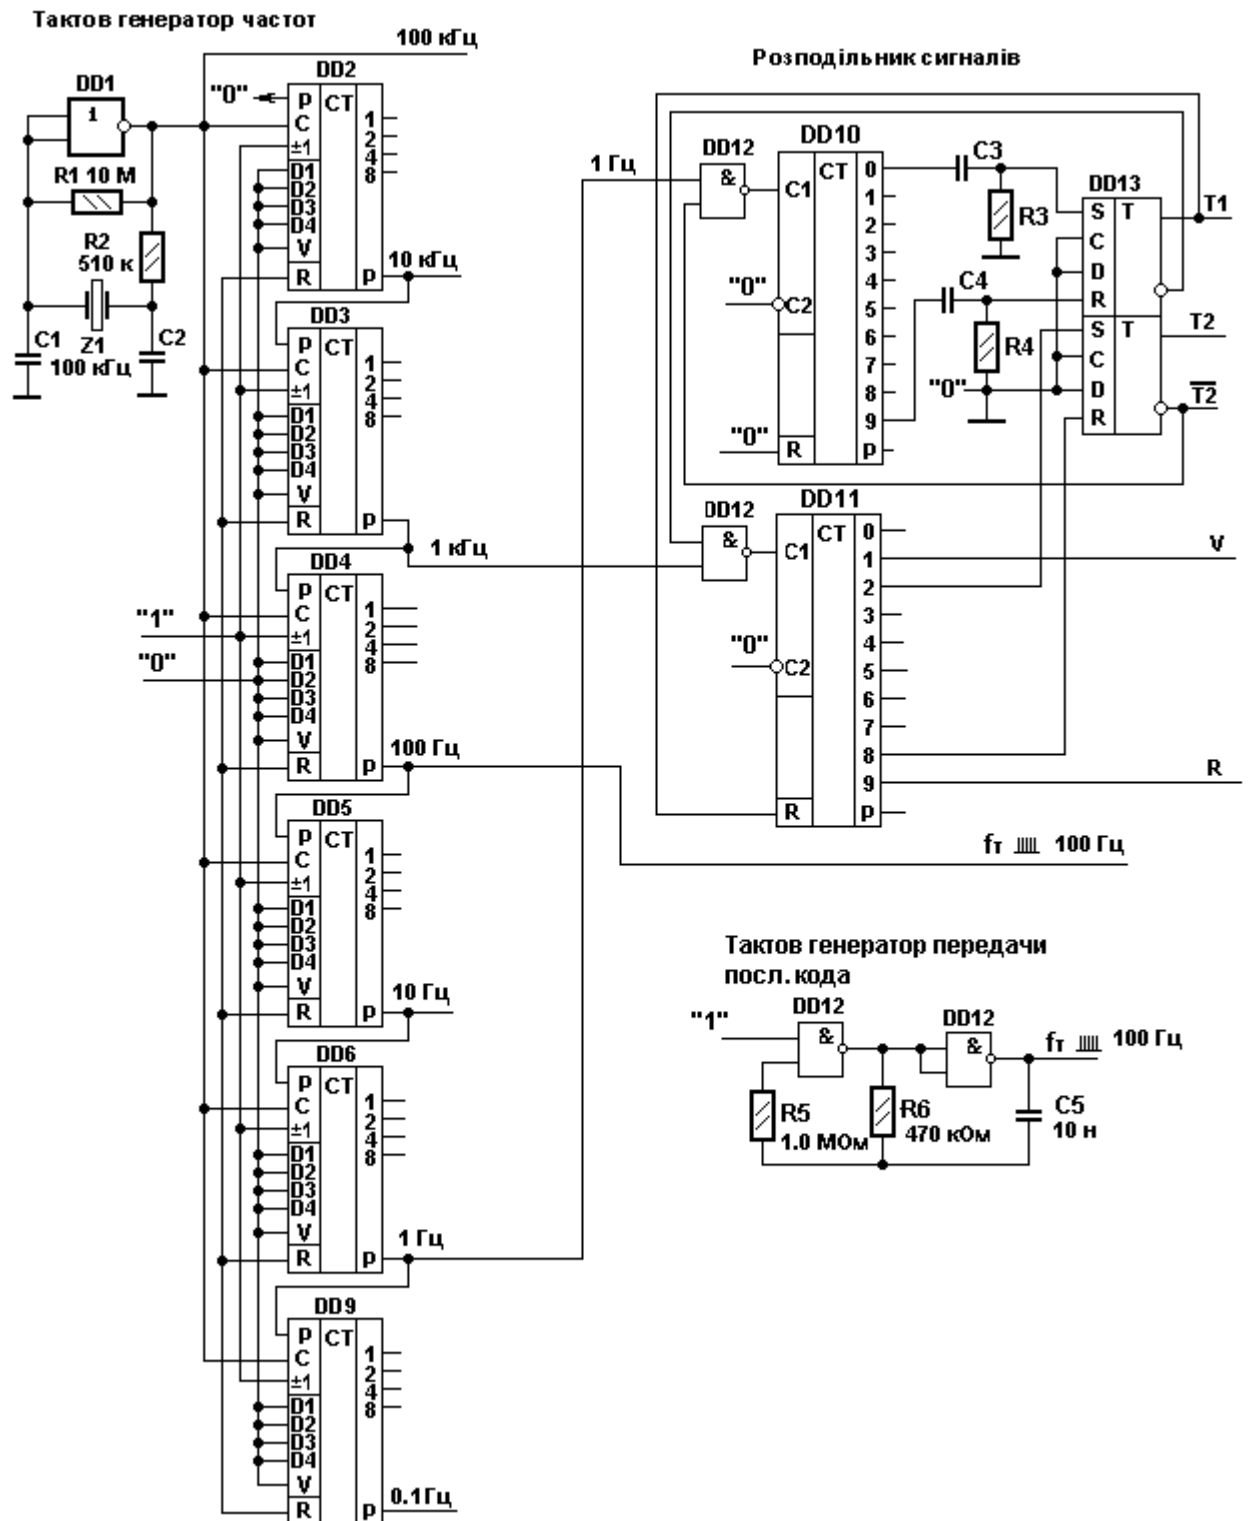 Тактов генератор частот
100 кГц
DD1
1
R1 10 М
R2
510 к
C1
Z1
100 кГц
C2
DD2
"0"
p CT
C
±1
D1
D2
D3
D4
V
R
1
2
4
8
p
10 кГц
DD3
p CT
C
±1
D1
D2
D3
D4
V
R
1
2
4
8
p
1 кГц
DD4
"1"
"0"
p CT
C
±1
D1
D2
D3
D4
V
R
1
2
4
8
p
100 Гц
DD5
p CT
C
±1
D1
D2
D3
D4
V
R
1
2
4
8
p
10 Гц
DD6
p CT
C
±1
D1
D2
D3
D4
V
R
1
2
4
8
p
1 Гц
DD9
p CT
C
±1
D1
D2
D3
D4
V
R
1
2
4
8
p
0.1Гц
Розподільник сигналів
1 Гц
DD12
&
DD10
C1
CT
"0"
C2
"0"
R
0
1
2
3
4
5
6
7
8
9
p
C3
R3
C4
R4
"0"
DD13
S T
C
D
R
S T
C
D
R
T1
T2
T2
DD12
&
DD11
C1
CT
"0"
C2
R
0
1
2
3
4
5
6
7
8
9
p
V
R
fт 100 Гц
Тактов генератор передачи
посл. кода
"1"
DD12
&
DD12
&
fт 100 Гц
R5
1.0 МОм
R6
470 кОм
C5
10 н